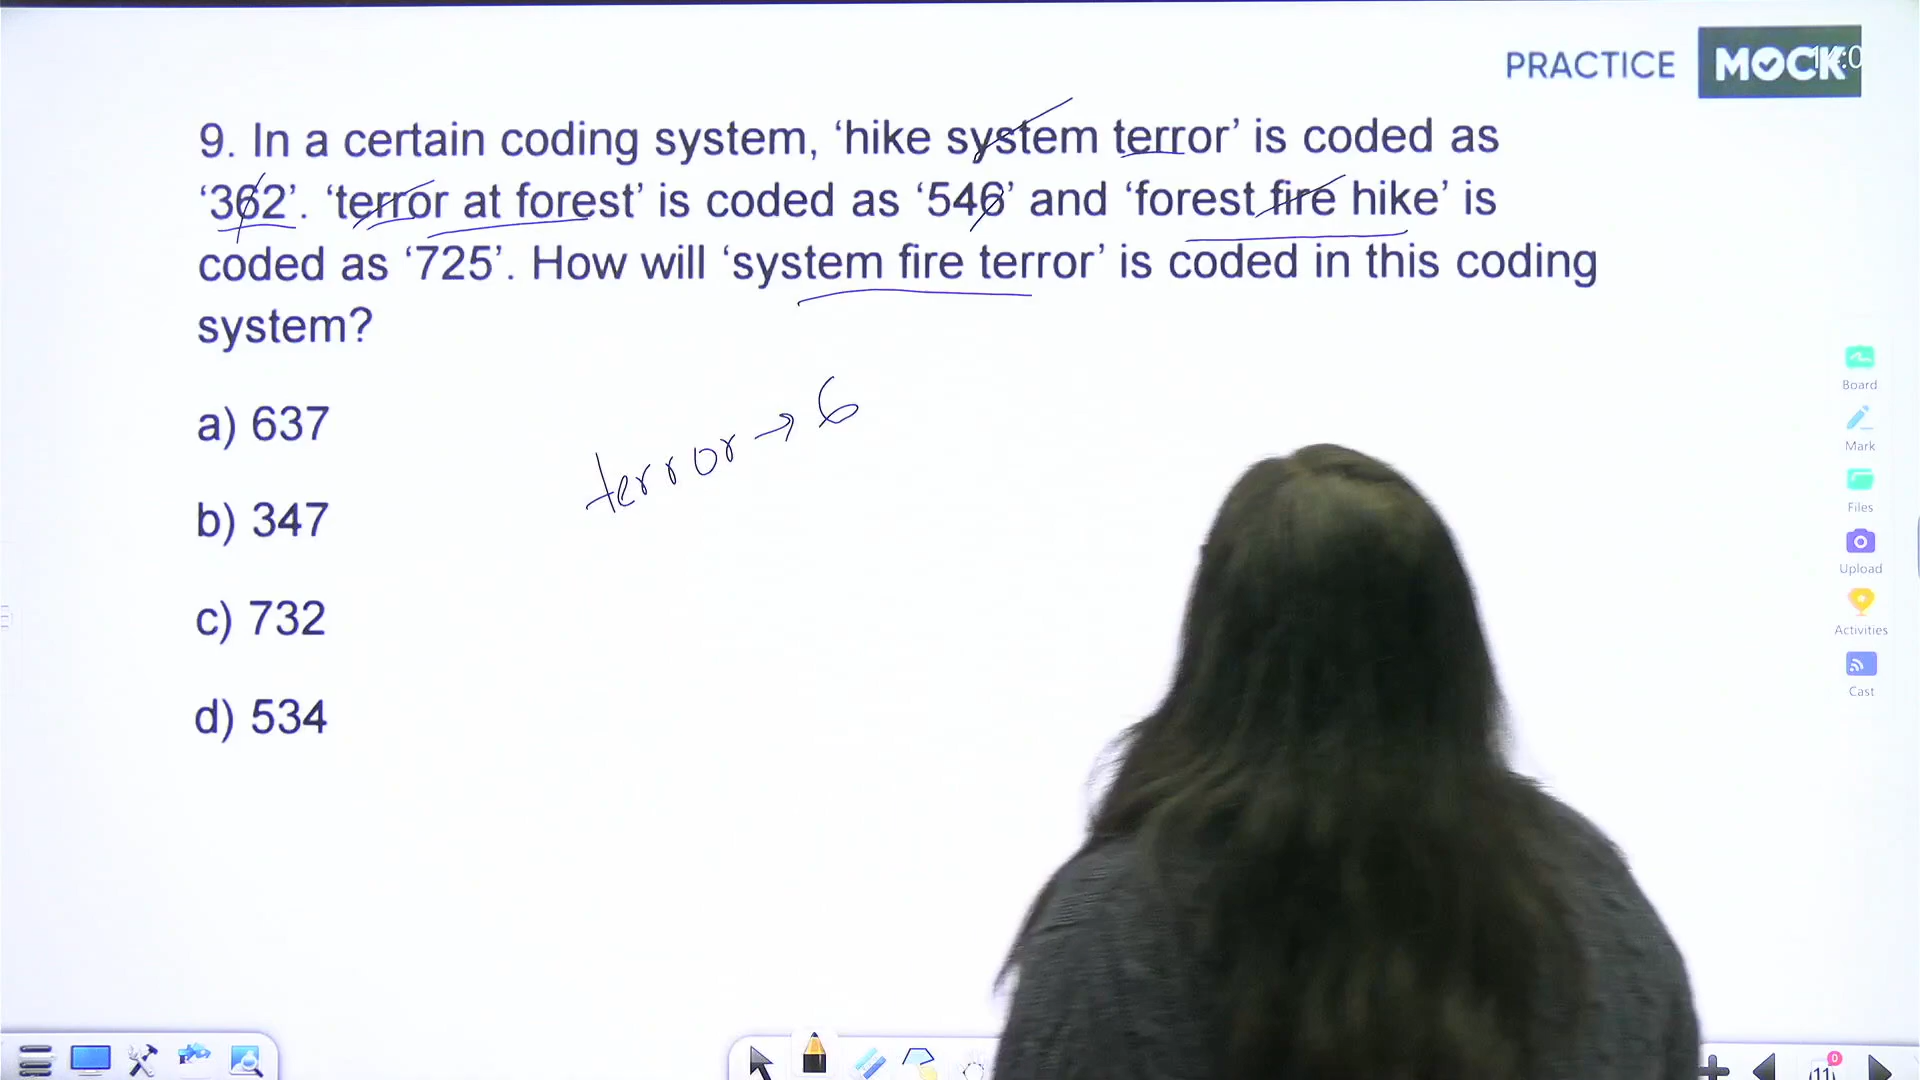 PRACTICE MOCK
9. In a certain coding system, ‘hike system terror’ is coded as
‘362’. ‘terror at forest’ is coded as ‘546’ and ‘forest fire hike’ is
coded as ‘725’. How will ‘system fire terror’ is coded in this coding
system?
a) 637
b) 347
c) 732
d) 534
terror → 6
Board
Mark
Files
Upload
Activities
Cast
0
11